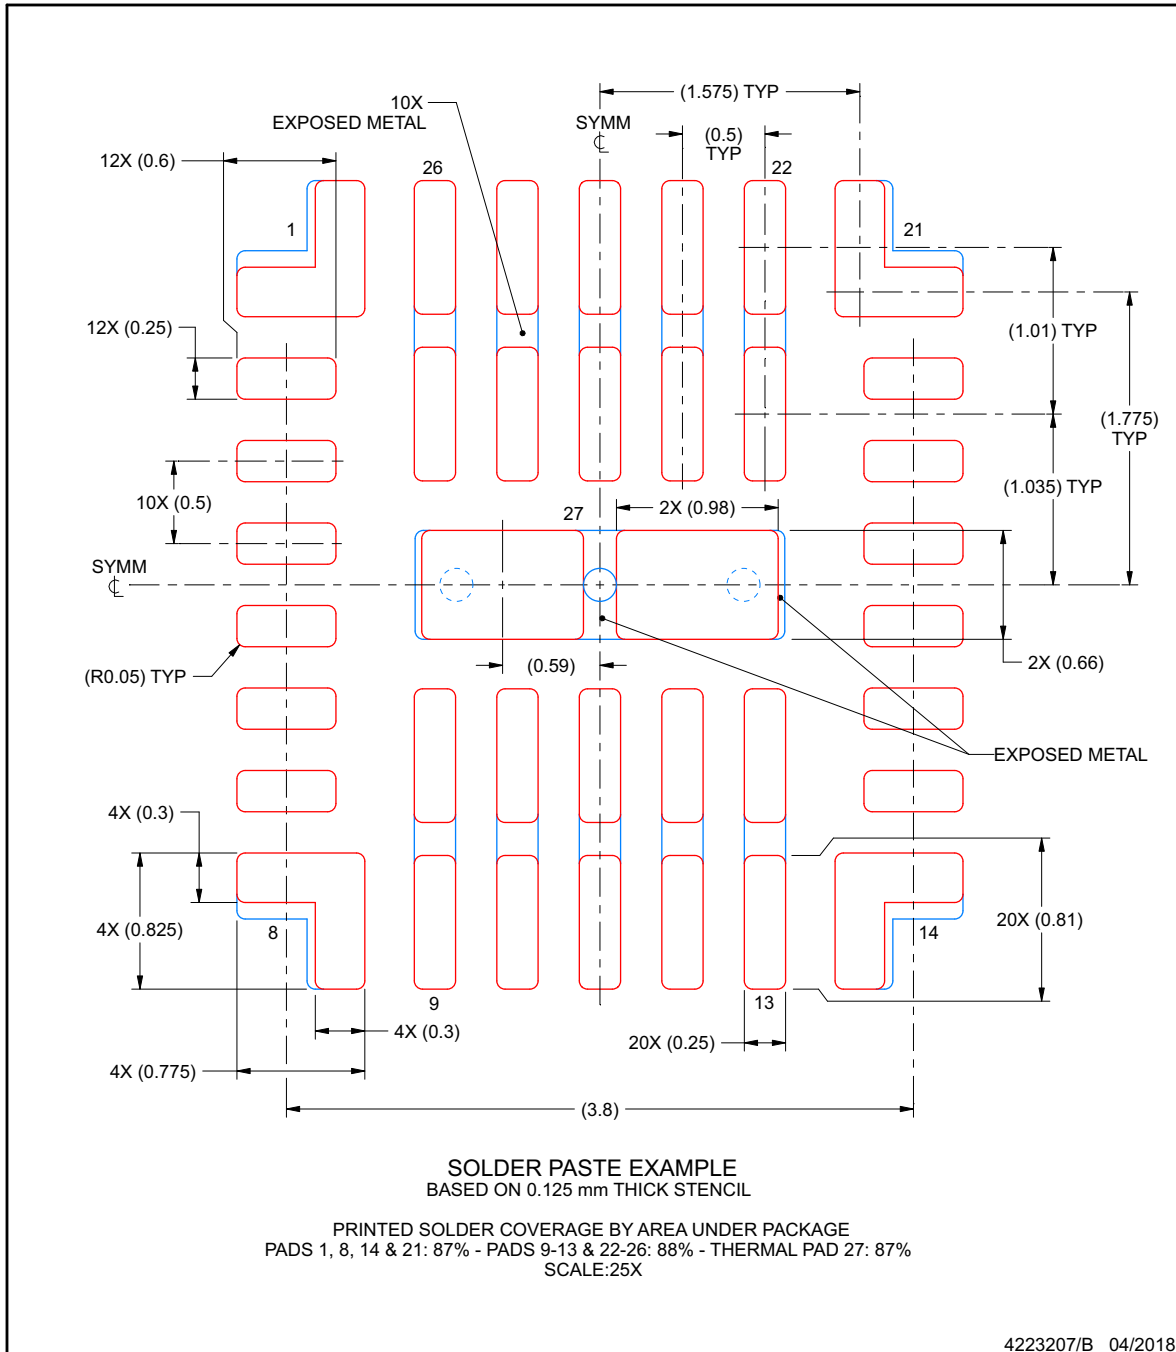 (1.575) TYP
10X
EXPOSED METAL
SYMM
℄
(0.5)
TYP
12X (0.6)
26
22
1
21
12X (0.25)
(1.01) TYP
(1.775)
TYP
10X (0.5)
(1.035) TYP
27
2X (0.98)
SYMM
℄
(R0.05) TYP
(0.59)
2X (0.66)
EXPOSED METAL
4X (0.3)
4X (0.825)
8
14
20X (0.81)
9
13
4X (0.3)
20X (0.25)
4X (0.775)
(3.8)
SOLDER PASTE EXAMPLE
BASED ON 0.125 mm THICK STENCIL
PRINTED SOLDER COVERAGE BY AREA UNDER PACKAGE
PADS 1, 8, 14 & 21: 87% - PADS 9-13 & 22-26: 88% - THERMAL PAD 27: 87%
SCALE:25X
4223207/B 04/2018